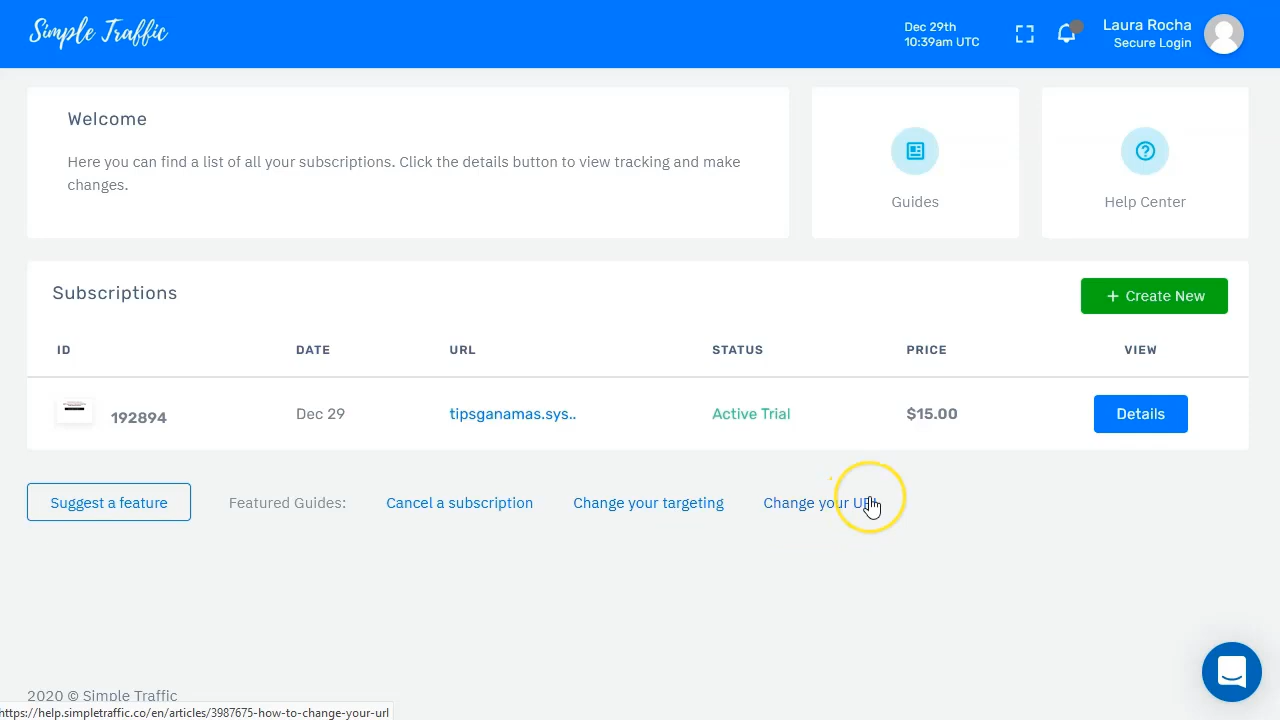 Simple Traffic
Dec 29th
10:39am UTC
Laura Rocha
Secure Login
Welcome
Here you can find a list of all your subscriptions. Click the details button to view tracking and make
changes.
Guides
Help Center
Subscriptions
+ Create New
ID DATE URL STATUS PRICE VIEW
192894 Dec 29 tipsganamas.sys.. Active Trial $15.00 Details
Suggest a feature Featured Guides: Cancel a subscription Change your targeting Change your URL
2020 © Simple Traffic
https://help.simpletraffic.co/en/articles/3987675-how-to-change-your-url